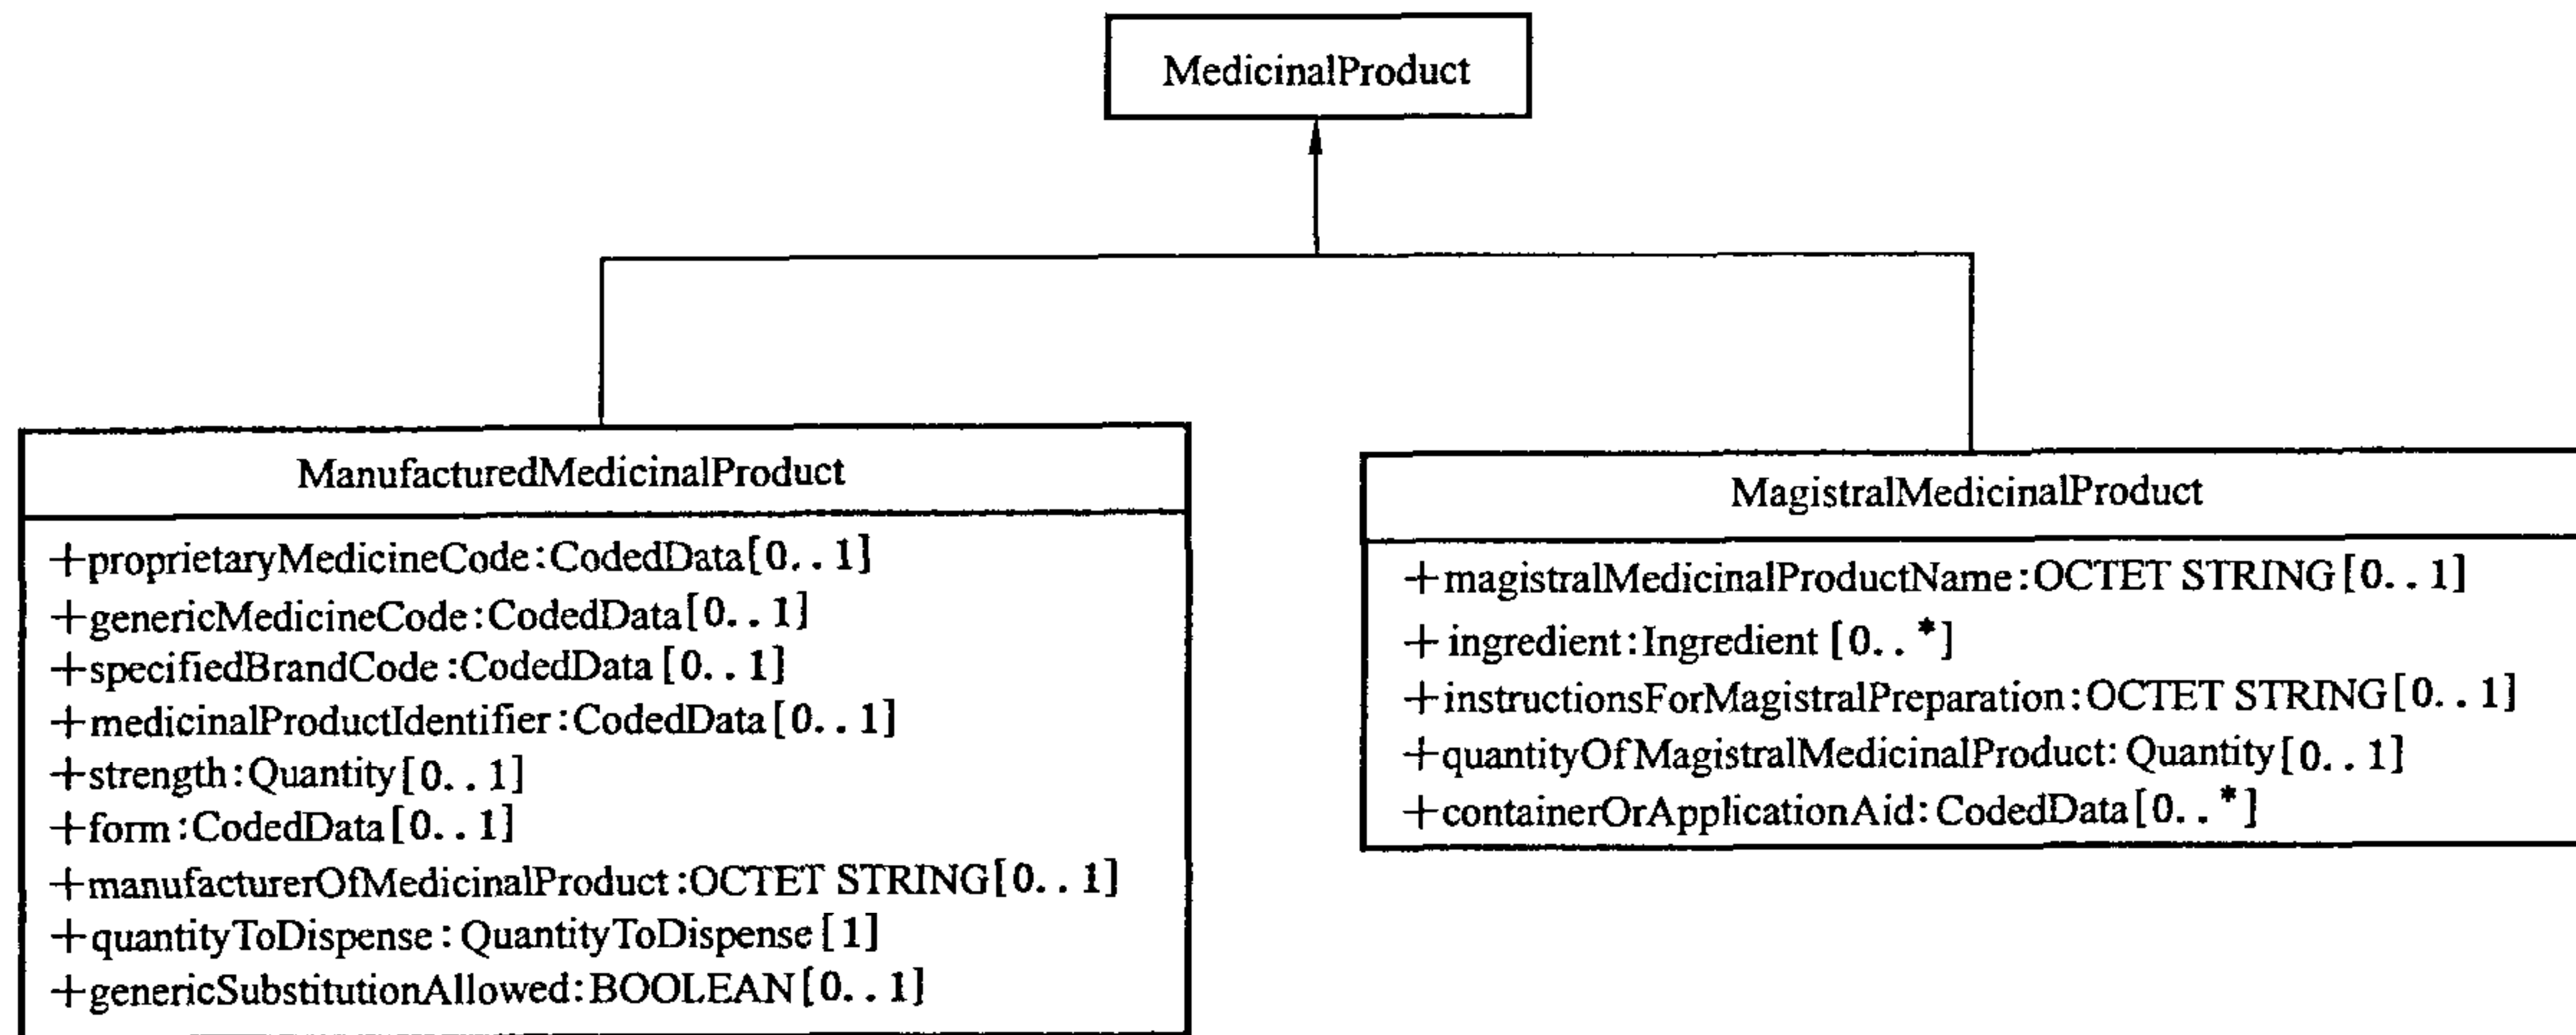 MedicinalProduct
ManufacturedMedicinalProduct
+proprietaryMedicineCode:CodedData[0..1]
+genericMedicineCode:CodedData[0..1]
+specifiedBrandCode:CodedData[0..1]
+medicinalProductIdentifier:CodedData[0..1]
+strength:Quantity[0..1]
+form:CodedData[0..1]
+manufacturerOfMedicinalProduct:OCTET STRING[0..1]
+quantityToDispense:QuantityToDispense[1]
+genericSubstitutionAllowed:BOOLEAN[0..1]
MagistralMedicinalProduct
+magistralMedicinalProductName:OCTET STRING[0..1]
+ingredient:Ingredient[0..*]
+instructionsForMagistralPreparation:OCTET STRING[0..1]
+quantityOfMagistralMedicinalProduct:Quantity[0..1]
+containerOrApplicationAid:CodedData[0..*]